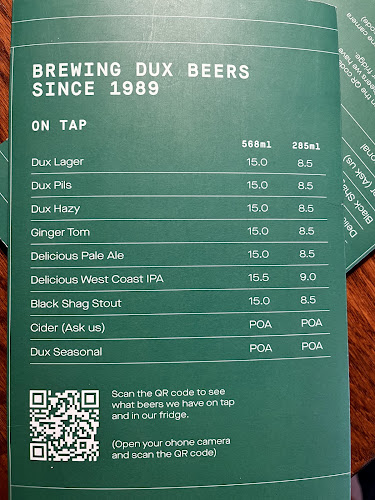 BREWING DUX BEERS
SINCE 1989
ON TAP
568ml 285ml
Dux Lager 15.0 8.5
Dux Pils 15.0 8.5
Dux Hazy 15.0 8.5
Ginger Tom 15.0 8.5
Delicious Pale Ale 15.0 8.5
Delicious West Coast IPA 15.5 9.0
Black Shag Stout 15.0 8.5
Cider (Ask us) POA POA
Dux Seasonal POA POA
Scan the QR code to see
what beers we have on tap
and in our fridge.
(Open your ohone camera
and scan the QR code)